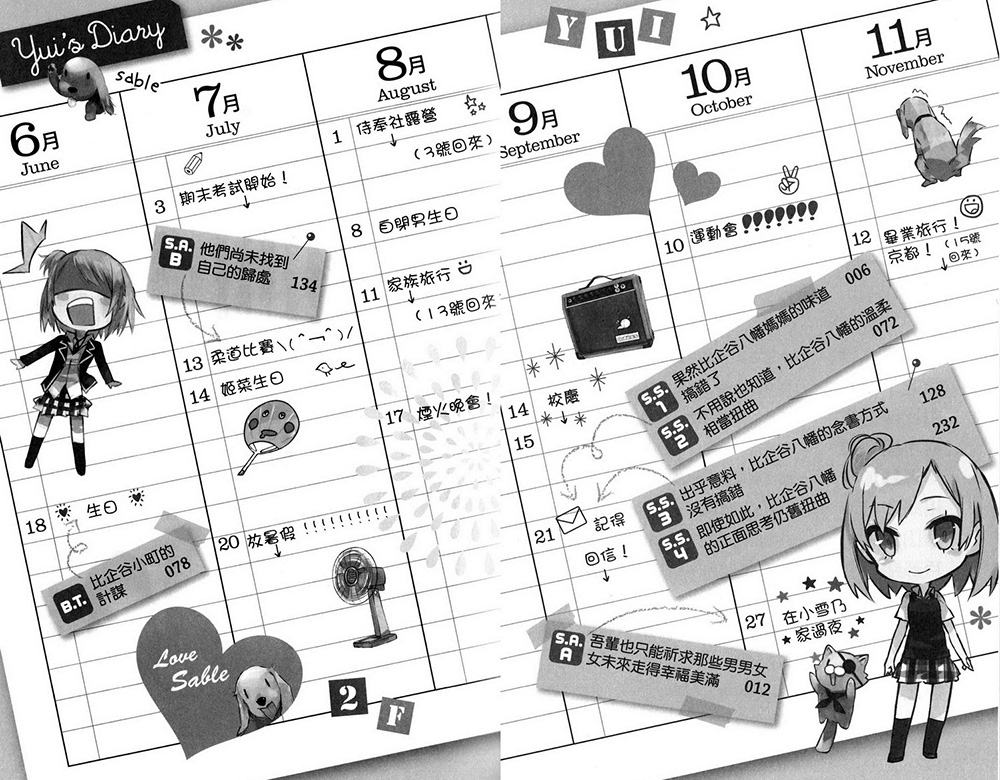 Yui's Diary
sable
6月
June
18 生日
B.T. 比企谷小町的
計謀 078
7月
July
3 期末考試開始！
S.A.
B
他們尚未找到
自己的歸處 134
13 柔道比賽\(^￢^)/
14 姬菜生日
20 放暑假 !!!!!!!!!!
Love
Sable
8月
August
1 侍奉社露營
(3號回來)
8 自閉男生日
11 家族旅行
(13號回來
17 煙火晚會！
2 F
YUI
9月
September
14 校慶
15
21 記得
回信！
S.A.
A
吾輩也只能祈求那些男男女
女未來走得幸福美滿 012
10月
October
10 運動會 !!!!!!!
S.S.
1
果然比企谷八幡媽媽的味道
搞錯了 006
S.S.
2
不用說也知道，比企谷八幡的溫柔
相當扭曲 072
S.S.
3
出乎意料，比企谷八幡的念書方式
沒有搞錯 128
S.S.
4
即使如此，比企谷八幡
的正面思考仍舊扭曲 232
27 在小雪乃
家過夜
11月
November
12 畢業旅行！
京都！(15號
回來)